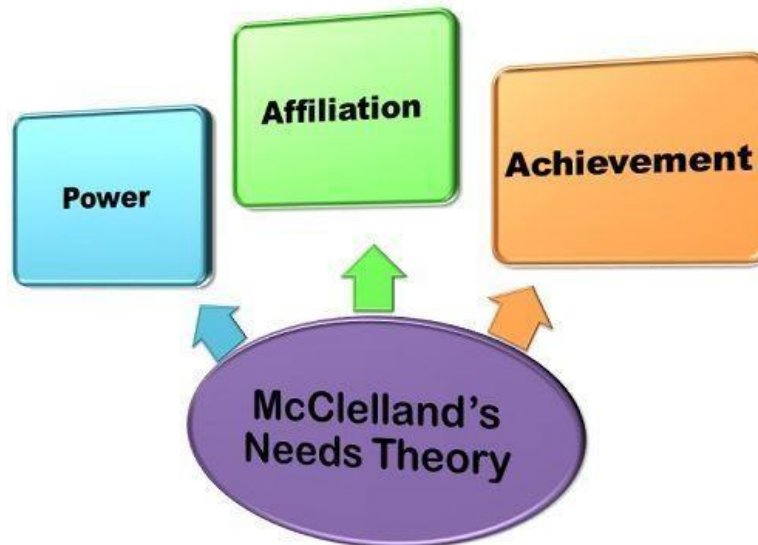 Power
Affiliation
Achievement
McClelland's
Needs Theory